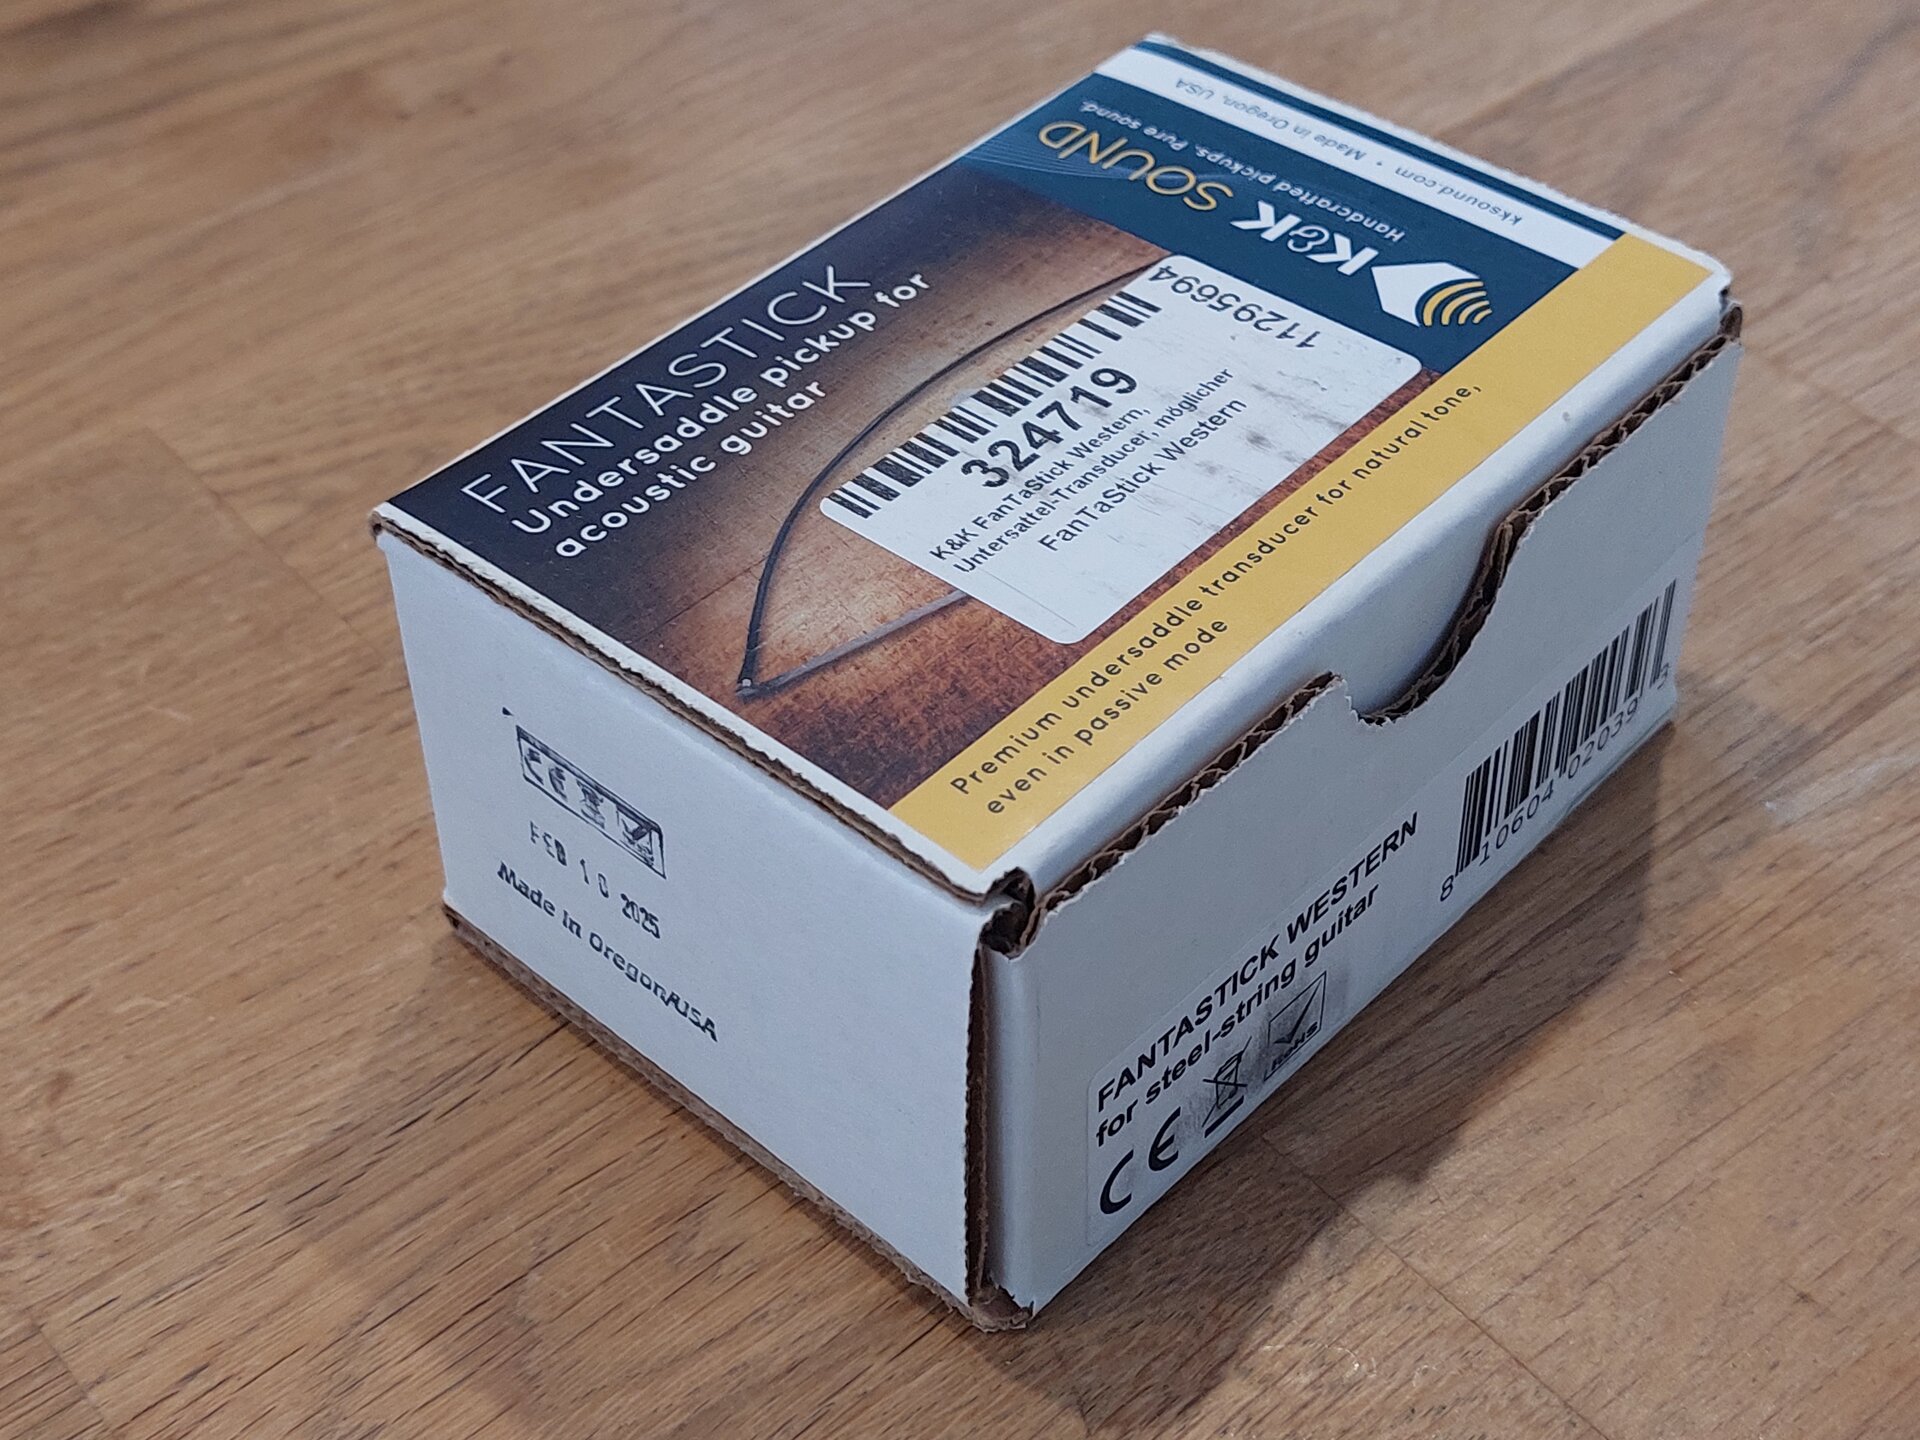 FANTASTICK
Undersaddle pickup for
acoustic guitar
K&K SOUND
Handcrafted pickups. Pure sound.
kksound.com • Made in Oregon, USA
11295694
324719
K&K FanTaStick Western,
Untersattel-Transducer, möglicher
FanTaStick Western
Premium undersaddle transducer for natural tone,
even in passive mode
CE
FEB 10 2025
Made in Oregon/USA
FANTASTICK WESTERN
for steel-string guitar
CE
RoHS
8 10604 02039 3